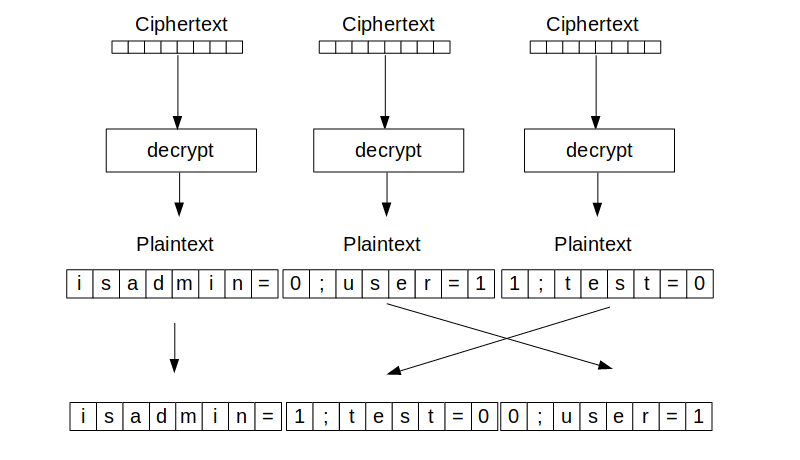 Ciphertext Ciphertext Ciphertext
decrypt decrypt decrypt
Plaintext Plaintext Plaintext
i s a d m i n = 0 ; u s e r = 1 1 ; t e s t = 0
i s a d m i n = 1 ; t e s t = 0 0 ; u s e r = 1